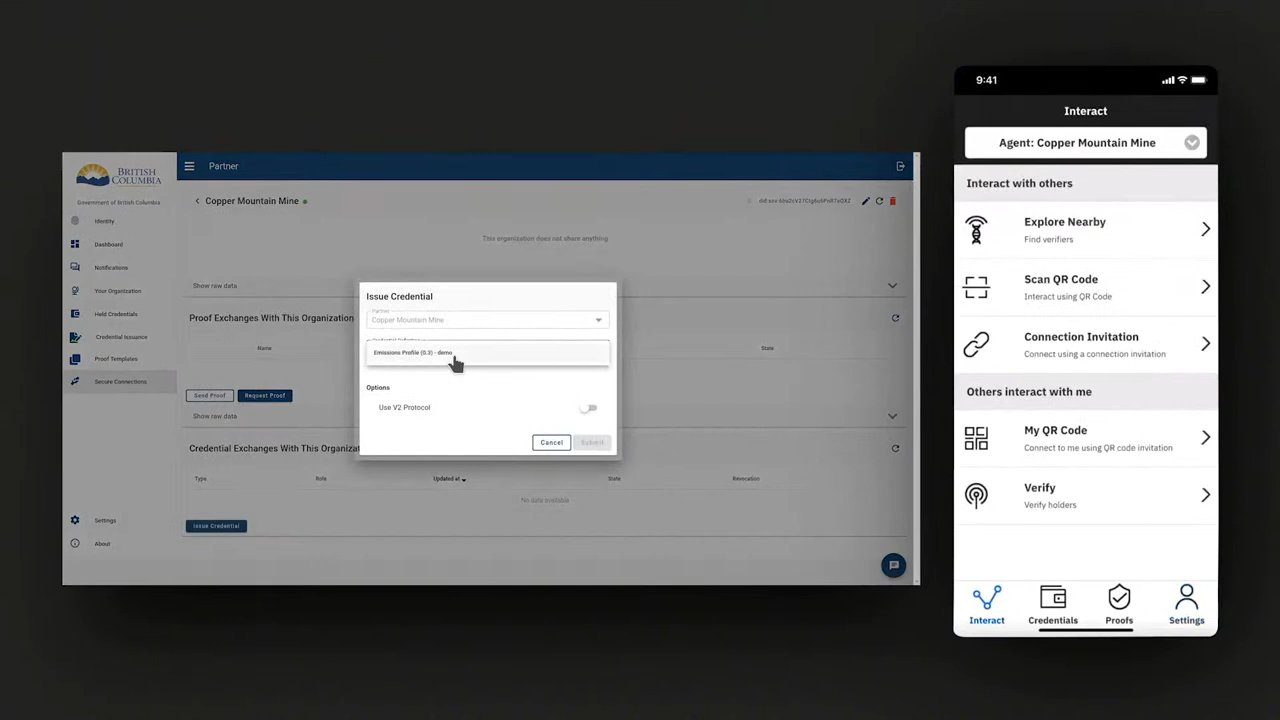 BRITISH
COLUMBIA
Government of British Columbia
Identity
Dashboard
Notifications
Your Organization
Held Credentials
Credential Issuance
Proof Templates
Secure Connections
Settings
About
Partner
Copper Mountain Mine
This organization does not share anything
Show raw data
Proof Exchanges With This Organization
Name
State
Send Proof
Request Proof
Show raw data
Credential Exchanges With This Organizat
Type
Role
Updated at
State
Revocation
No data available
Issue Credential
Issue Credential
Partner
Copper Mountain Mine
Emissions Profile (0.3) - demo
Options
Use V2 Protocol
Cancel
Submit
9:41
Interact
Agent: Copper Mountain Mine
Interact with others
Explore Nearby
Find verifiers
Scan QR Code
Interact using QR Code
Connection Invitation
Connect using a connection invitation
Others interact with me
My QR Code
Connect to me using QR code invitation
Verify
Verify holders
Interact
Credentials
Proofs
Settings